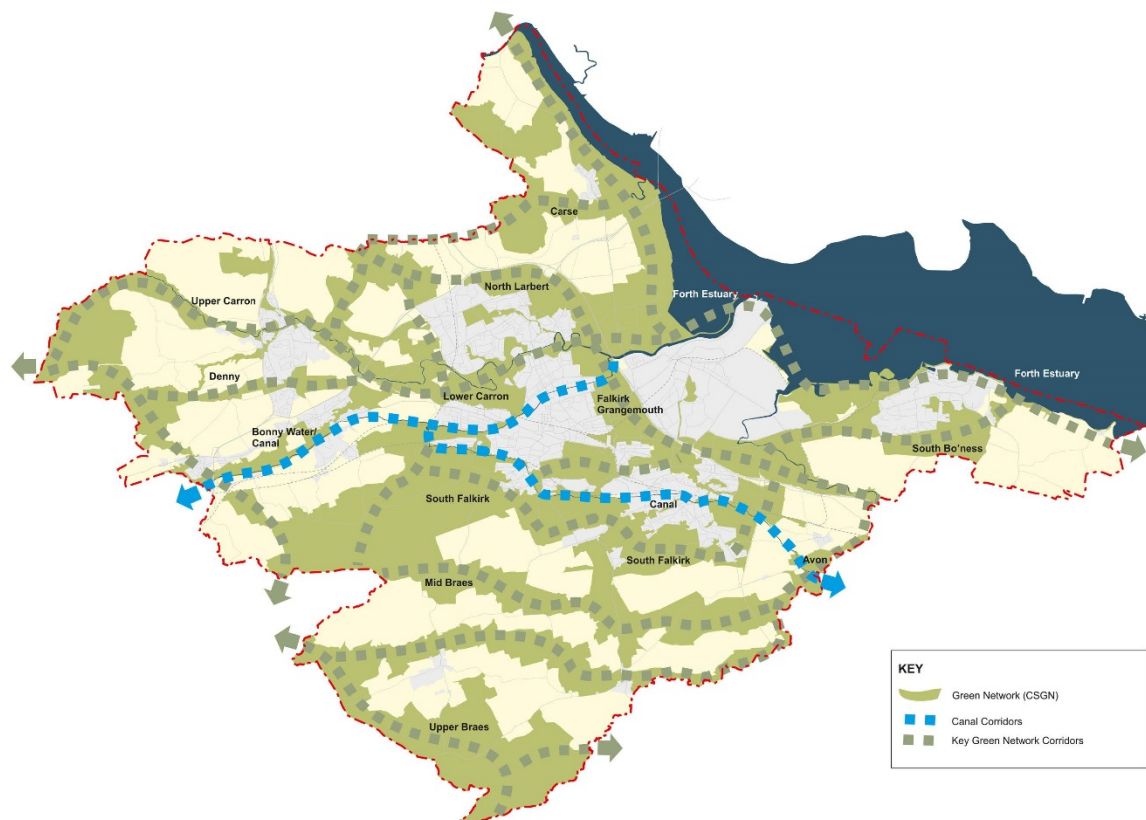 Carse
North Larbert
Upper Carron
Forth Estuary
Denny
Forth Estuary
Lower Carron
Falkirk
Grangemouth
Bonny Water/
Canal
South Bo'ness
South Falkirk
Canal
South Falkirk
Avon
Mid Braes
Upper Braes
KEY
Green Network (CSGN)
Canal Corridors
Key Green Network Corridors